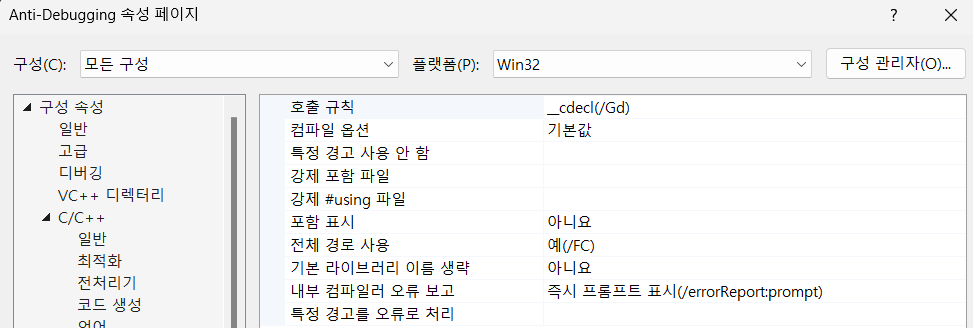 Anti-Debugging 속성 페이지
? ×
구성(C): 모든 구성 플랫폼(P): Win32 구성 관리자(O)...
구성 속성
일반
고급
디버깅
VC++ 디렉터리
C/C++
일반
최적화
전처리기
코드 생성
호출 규칙 __cdecl(/Gd)
컴파일 옵션 기본값
특정 경고 사용 안 함
강제 포함 파일
강제 #using 파일
포함 표시 아니요
전체 경로 사용 예(/FC)
기본 라이브러리 이름 생략 아니요
내부 컴파일러 오류 보고 즉시 프롬프트 표시(/errorReport:prompt)
특정 경고를 오류로 처리